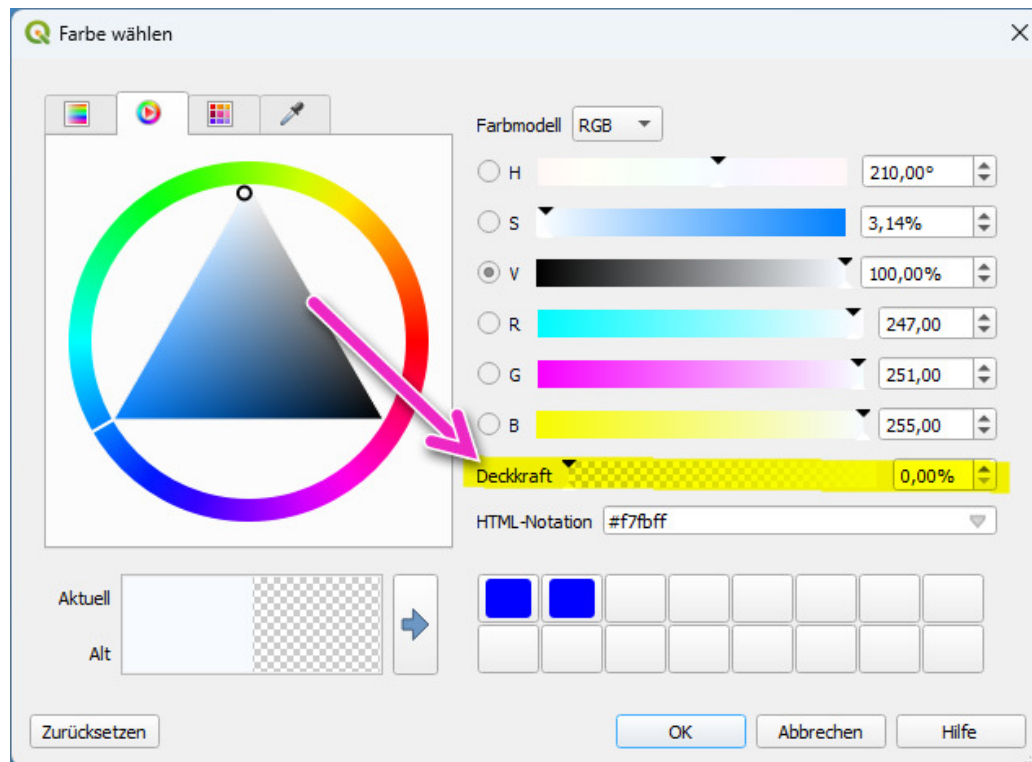 Farbe wählen
Farbmodell RGB
H 210,00°
S 3,14%
V 100,00%
R 247,00
G 251,00
B 255,00
Deckkraft 0,00%
HTML-Notation #f7fbff
Aktuell
Alt
Zurücksetzen OK Abbrechen Hilfe